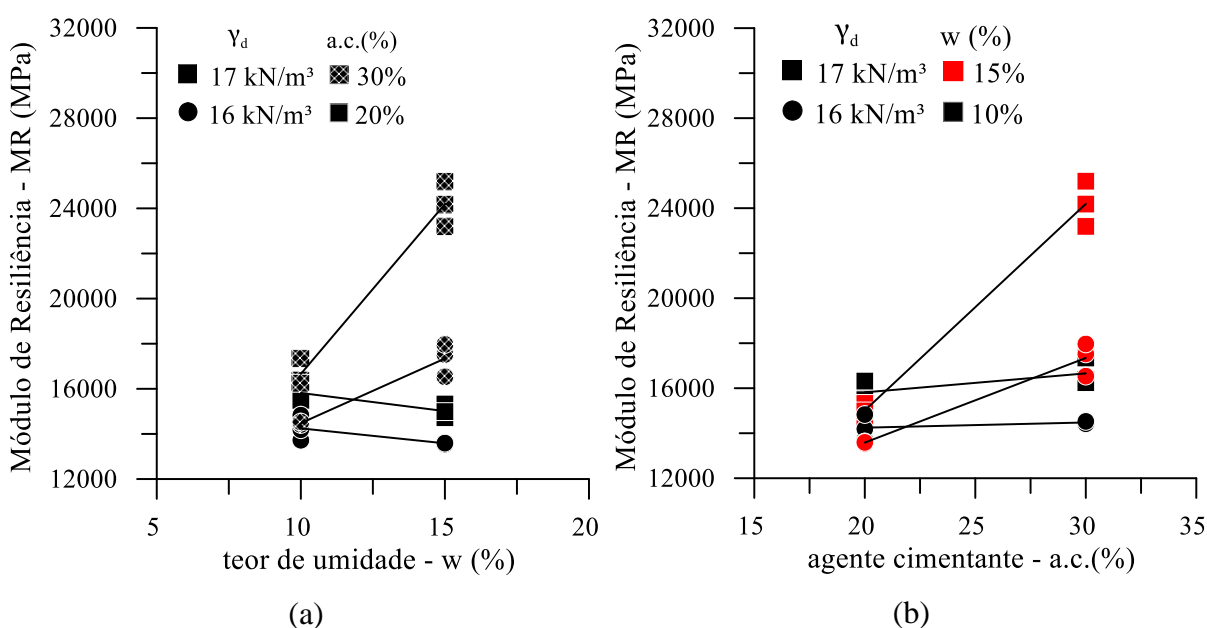 32000
28000
24000
20000
16000
12000
Módulo de Resiliência - MR (MPa)
γd a.c.(%)
17 kN/m³ 30%
16 kN/m³ 20%
5 10 15 20
teor de umidade - w (%)
(a)
32000
28000
24000
20000
16000
12000
Módulo de Resiliência - MR (MPa)
γd w (%)
17 kN/m³ 15%
16 kN/m³ 10%
15 20 25 30 35
agente cimentante - a.c.(%)
(b)